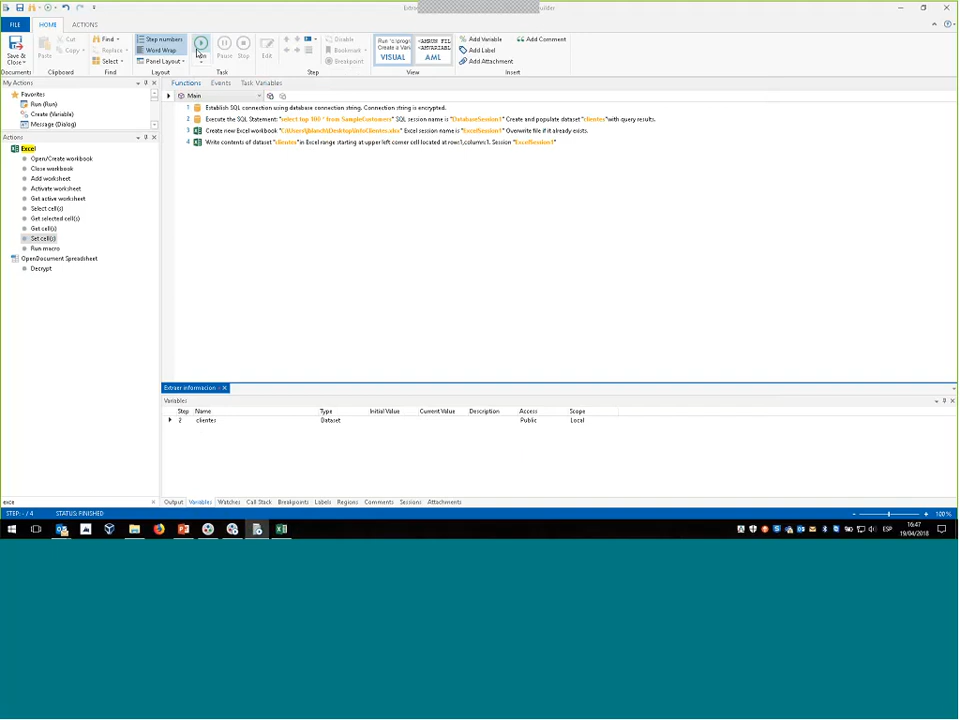 Extrae
uilder
FILE
HOME
ACTIONS
Save & Close
Paste
Cut
Copy
Find
Replace
Select
Step numbers
Word Wrap
Panel Layout
Pause
Stop
Edit
Disable
Bookmark
Breakpoint
VISUAL
AML
Add Variable
Add Label
Add Attachment
Add Comment
Documents
Clipboard
Find
Layout
Task
Step
View
Insert
My Actions
Favorites
Run (Run)
Create (Variable)
Message (Dialog)
Actions
Excel
Open/Create workbook
Close workbook
Add worksheet
Activate worksheet
Get active worksheet
Select cell(s)
Get selected cell(s)
Get cell(s)
Set cell(s)
Run macro
OpenDocument Spreadsheet
Decrypt
exce
Functions Events Task Variables
Main
1 Establish SQL connection using database connection string. Connection string is encrypted.
2 Execute the SQL Statement: "select top 100 * from SampleCustomers" SQL session name is "DatabaseSession1" Create and populate dataset "clientes" with query results.
3 Create new Excel workbook Excel session name is "ExcelSession1" Overwrite file if it already exists.
4 Write contents of dataset "clientes" in Excel range starting at upper left corner cell located at row:1,column:1. Session "ExcelSession1"
Extraer informacion
Variables
Step Name Type Initial Value Current Value Description Access Scope
2 clientes Dataset Public Local
Output Variables Watches Call Stack Breakpoints Labels Regions Comments Sessions Attachments
STEP: - / 4 STATUS: FINISHED
100%
ESP
16:47
19/04/2018